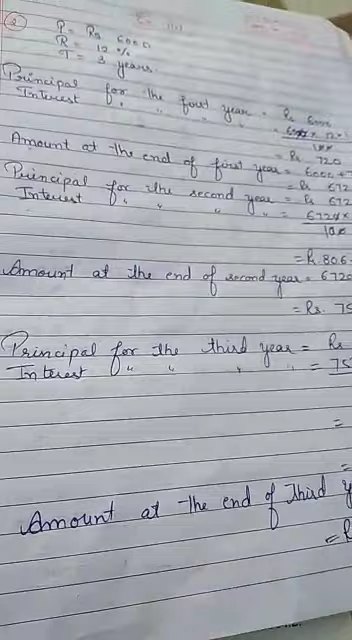 2
P = Rs 6000
R = 12 %
T = 3 years.
Principal for the first year = Rs 6000
Interest " " " " = 6000 × 12 ×
100
= Rs 720
Amount at the end of first year = 6000 +
= Rs 672
Principal for the second year = Rs 672
Interest " " " " = 6720 ×
100
= Rs. 806.
Amount at the end of second year = 6720
= Rs. 75
Principal for the third year = Rs
Interest " " " " = 75
=
=
Amount at the end of third y
= R